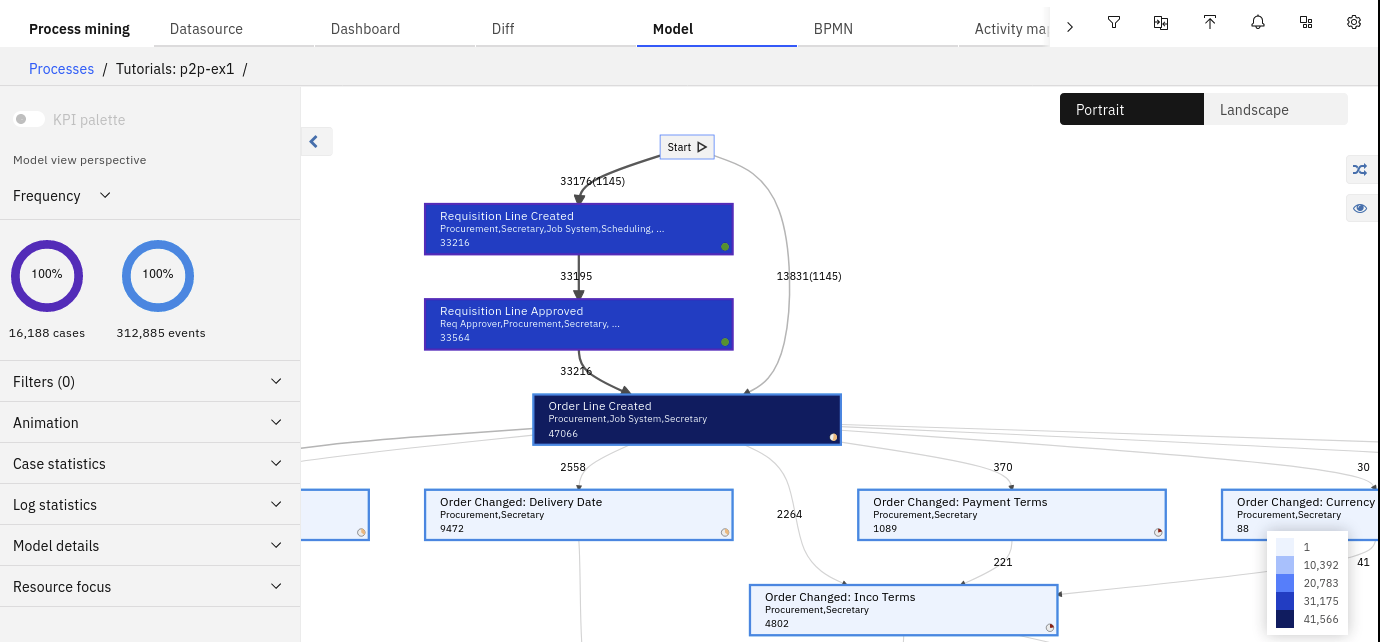 Process mining
Datasource
Dashboard
Diff
Model
BPMN
Activity ma
Processes / Tutorials: p2p-ex1 /
KPI palette
Model view perspective
Frequency
100%
100%
16,188 cases
312,885 events
Filters (0)
Animation
Case statistics
Log statistics
Model details
Resource focus
Portrait
Landscape
Start
33176(1145)
Requisition Line Created
Procurement,Secretary,Job System,Scheduling, ...
33216
33195
13831(1145)
Requisition Line Approved
Req Approver,Procurement,Secretary, ...
33564
33216
Order Line Created
Procurement,Job System,Secretary
47066
2558
370
30
Order Changed: Delivery Date
Procurement,Secretary
9472
2264
Order Changed: Payment Terms
Procurement,Secretary
1089
Order Changed: Currency
Procurement,Secretary
88
221
41
Order Changed: Inco Terms
Procurement,Secretary
4802
1
10,392
20,783
31,175
41,566